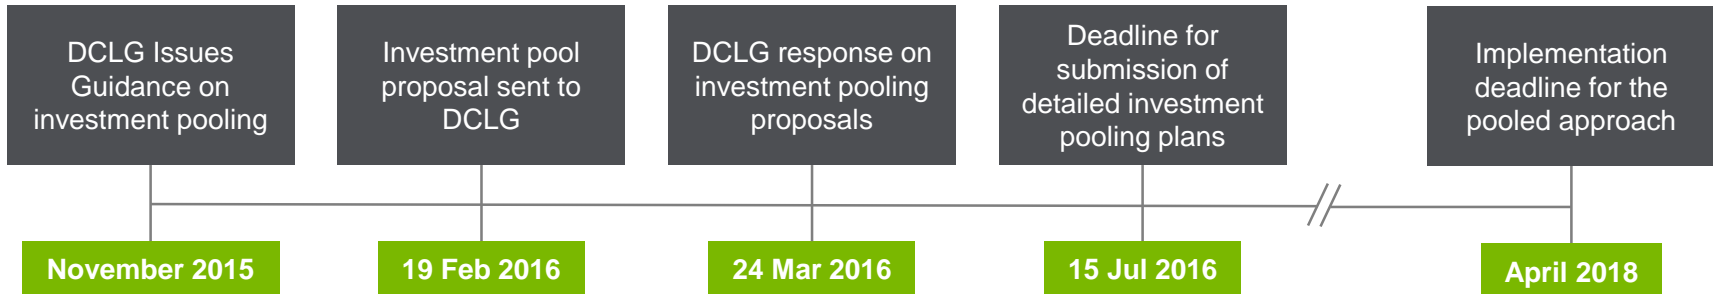 DCLG Issues
Guidance on
investment pooling
Investment pool
proposal sent to
DCLG
DCLG response on
investment pooling
proposals
Deadline for
submission of
detailed investment
pooling plans
Implementation
deadline for the
pooled approach
November 2015
19 Feb 2016
24 Mar 2016
15 Jul 2016
April 2018